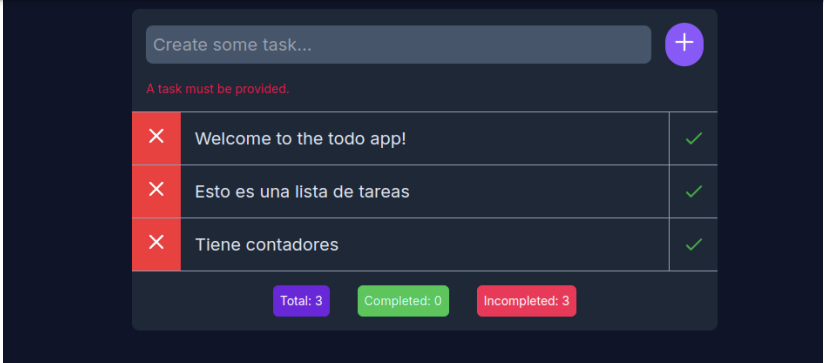 Create some task...
A task must be provided.
Welcome to the todo app!
Esto es una lista de tareas
Tiene contadores
Total: 3 Completed: 0 Incompleted: 3